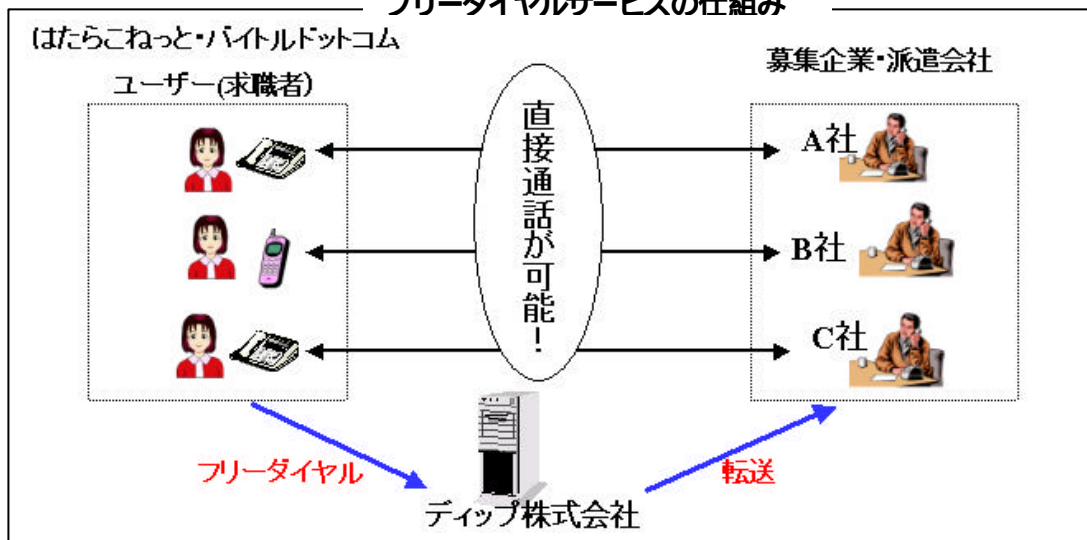 フリーダイヤルサービスの仕組み
はたらこねっと・バイトルドットコム
ユーザー(求職者)
募集企業・派遣会社
直接通話が可能!
A社
B社
C社
フリーダイヤル
転送
ディップ株式会社